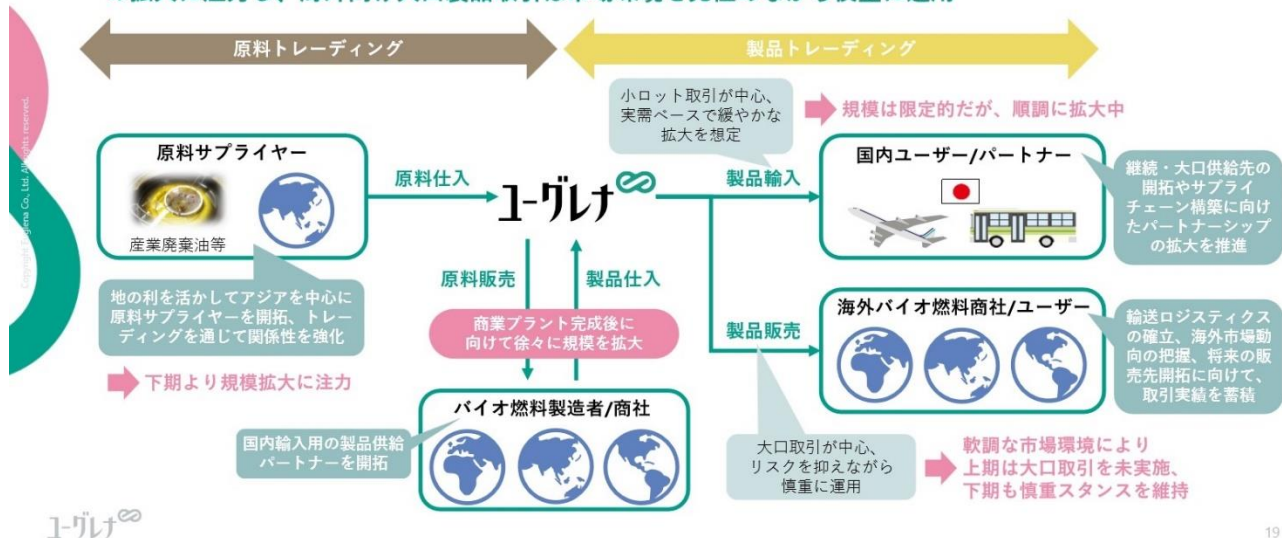 原料トレーディング
製品トレーディング
小ロット取引が中心、
実需ベースで緩やかな
拡大を想定
規模は限定的だが、順調に拡大中
原料サプライヤー
産業廃棄油等
原料仕入
ユーグレナ
製品輸入
国内ユーザー/パートナー
継続・大口供給先の
開拓やサプライ
チェーン構築に向け
たパートナーシップ
の拡大を推進
地の利を活かしてアジアを中心に
原料サプライヤーを開拓、トレー
ディングを通じて関係性を強化
下期より規模拡大に注力
原料販売
製品仕入
商業プラント完成後に
向けて徐々に規模を拡大
製品販売
海外バイオ燃料商社/ユーザー
輸送ロジスティクス
の確立、海外市場動
向の把握、将来の販
売先開拓に向けて、
取引実績を蓄積
バイオ燃料製造者/商社
国内輸入用の製品供給
パートナーを開拓
大口取引が中心、
リスクを抑えながら
慎重に運用
軟調な市場環境により
上期は大口取引を未実施、
下期も慎重スタンスを維持
Copyright Euglena Co., Ltd. All rights reserved.
ユーグレナ
19